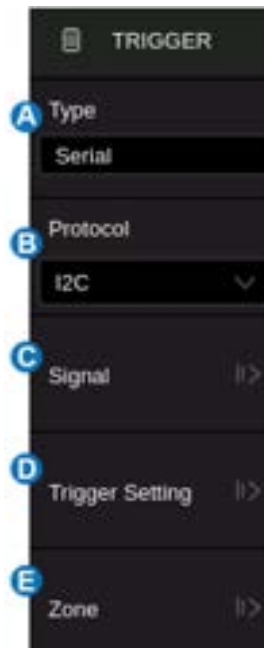 TRIGGER
A Type
Serial
B Protocol
I2C
C Signal
D Trigger Setting
E Zone